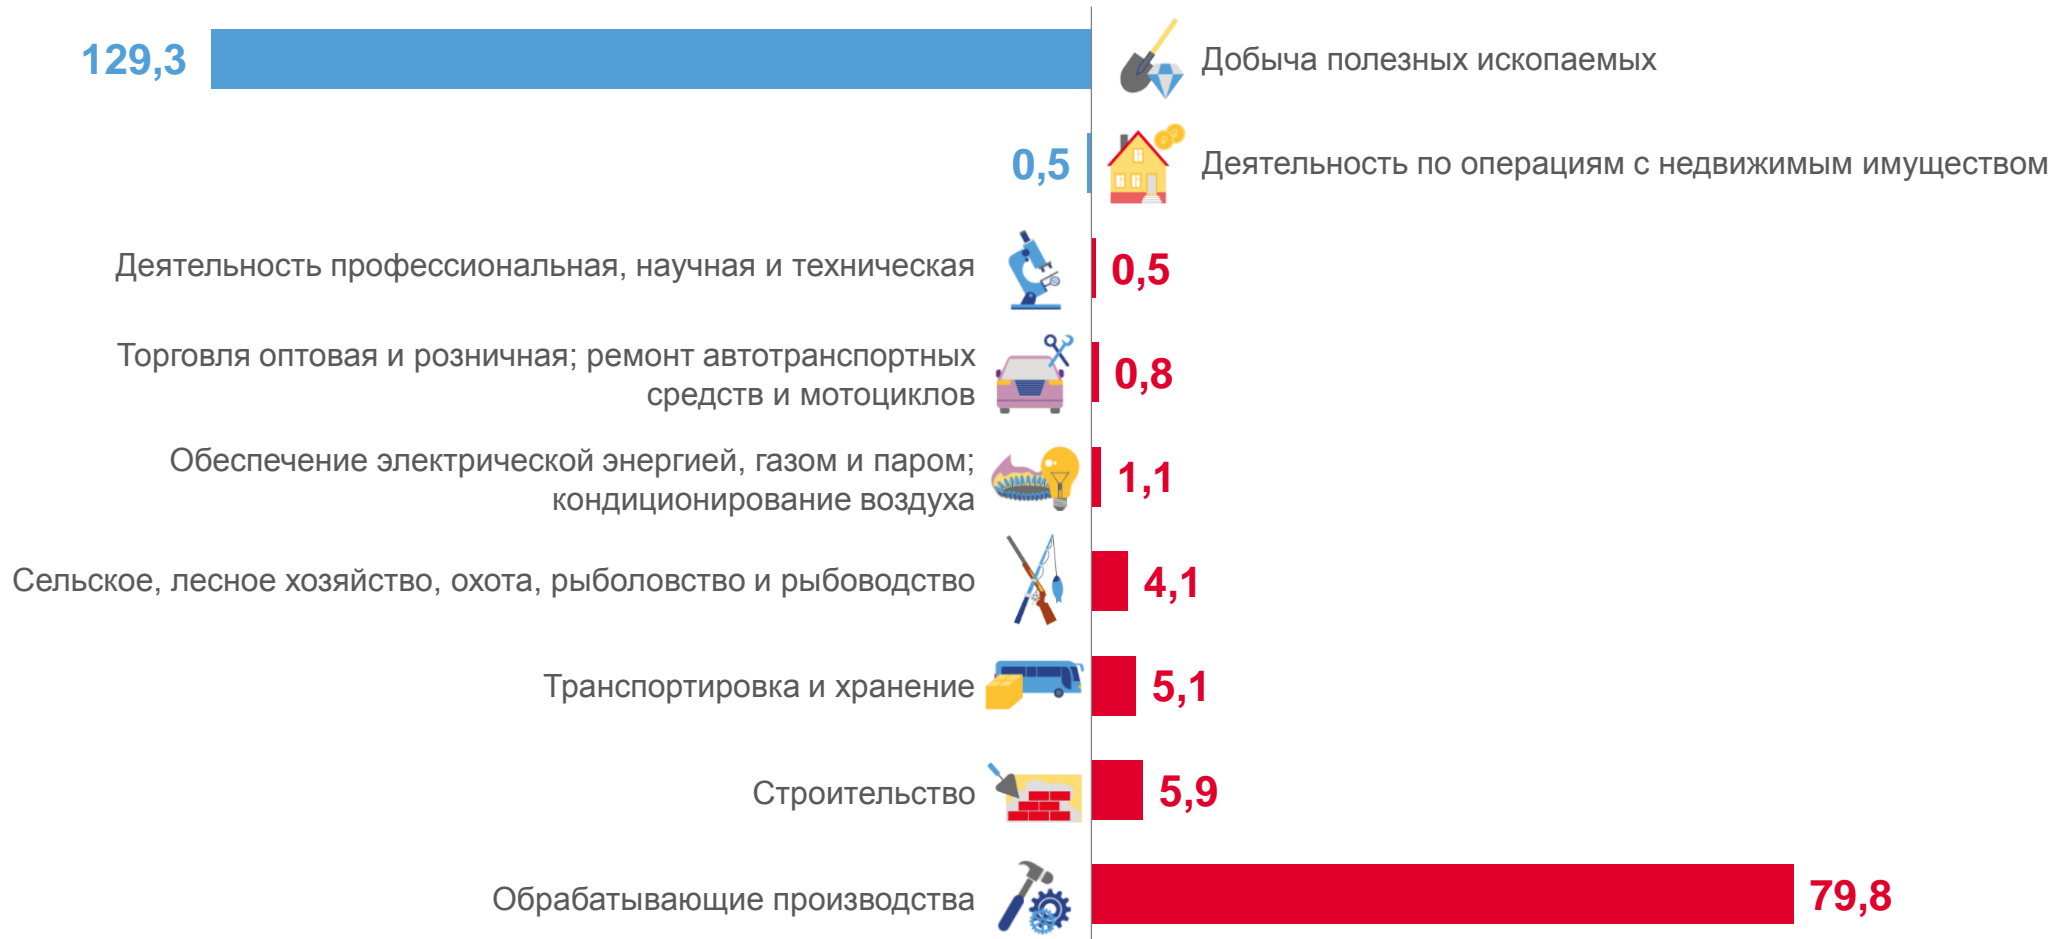 129,3
Добыча полезных ископаемых
0,5
Деятельность по операциям с недвижимым имуществом
Деятельность профессиональная, научная и техническая
0,5
Торговля оптовая и розничная; ремонт автотранспортных
средств и мотоциклов
0,8
Обеспечение электрической энергией, газом и паром;
кондиционирование воздуха
1,1
Сельское, лесное хозяйство, охота, рыболовство и рыбоводство
4,1
Транспортировка и хранение
5,1
Строительство
5,9
Обрабатывающие производства
79,8